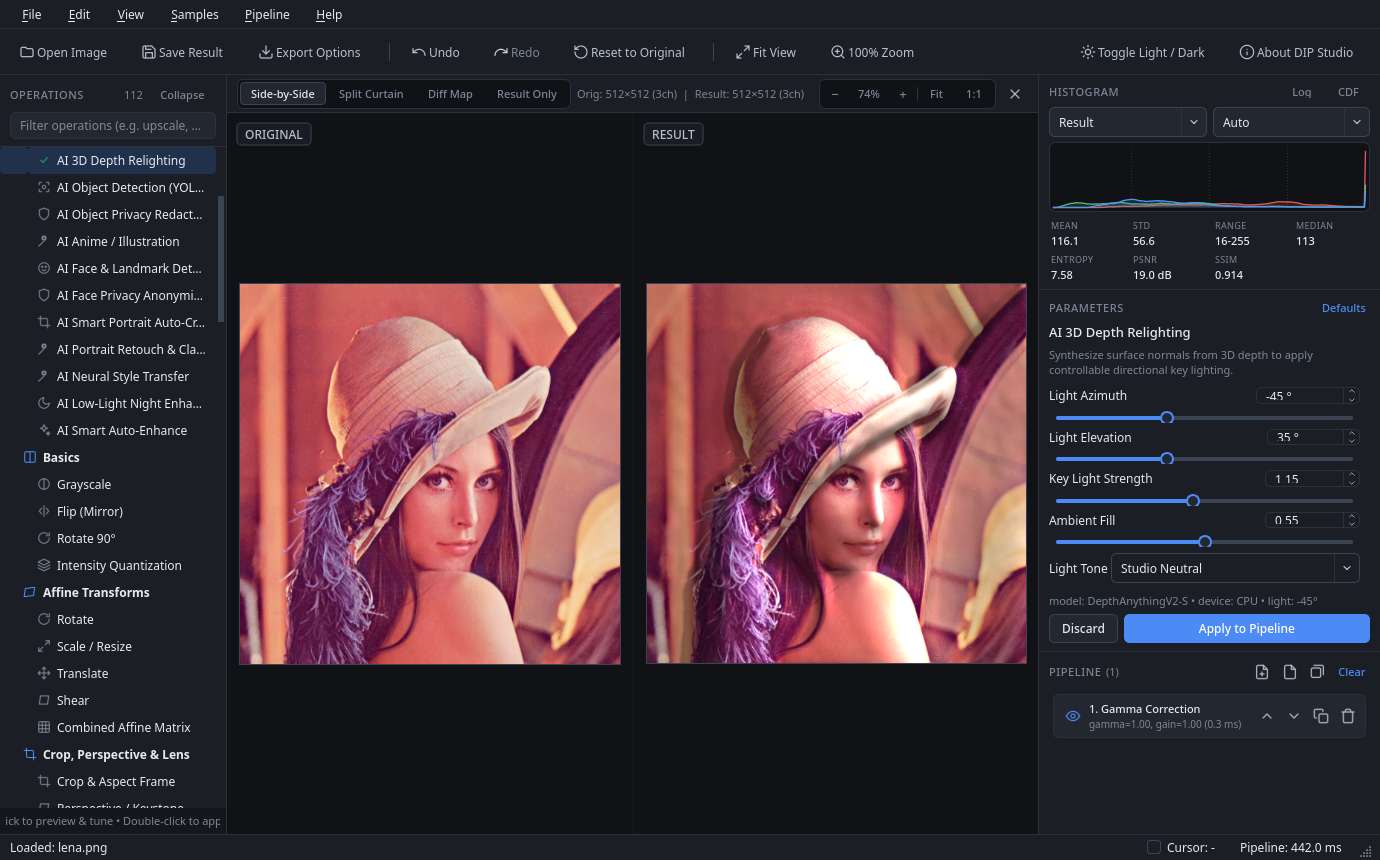 File Edit View Samples Pipeline Help
Open Image Save Result Export Options Undo Redo Reset to Original Fit View 100% Zoom Toggle Light / Dark About DIP Studio
OPERATIONS 112 Collapse
Filter operations (e.g. upscale, ...
AI 3D Depth Relighting
AI Object Detection (YOL...
AI Object Privacy Redact...
AI Anime / Illustration
AI Face & Landmark Det...
AI Face Privacy Anonymi...
AI Smart Portrait Auto-Cr...
AI Portrait Retouch & Cla...
AI Neural Style Transfer
AI Low-Light Night Enha...
AI Smart Auto-Enhance
Basics
Grayscale
Flip (Mirror)
Rotate 90°
Intensity Quantization
Affine Transforms
Rotate
Scale / Resize
Translate
Shear
Combined Affine Matrix
Crop, Perspective & Lens
Crop & Aspect Frame
Perspective / Keystone
ick to preview & tune • Double-click to app
Side-by-Side Split Curtain Diff Map Result Only Orig: 512×512 (3ch) | Result: 512×512 (3ch) − 74% + Fit 1:1
ORIGINAL RESULT
HISTOGRAM Log CDF
Result Auto
MEAN STD RANGE MEDIAN
116.1 56.6 16-255 113
ENTROPY PSNR SSIM
7.58 19.0 dB 0.914
PARAMETERS Defaults
AI 3D Depth Relighting
Synthesize surface normals from 3D depth to apply
controllable directional key lighting.
Light Azimuth -45 °
Light Elevation 35 °
Key Light Strength 1.15
Ambient Fill 0.55
Light Tone Studio Neutral
model: DepthAnythingV2-S • device: CPU • light: -45°
Discard Apply to Pipeline
PIPELINE (1) Clear
1. Gamma Correction
gamma=1.00, gain=1.00 (0.3 ms)
Loaded: lena.png Cursor: - Pipeline: 442.0 ms